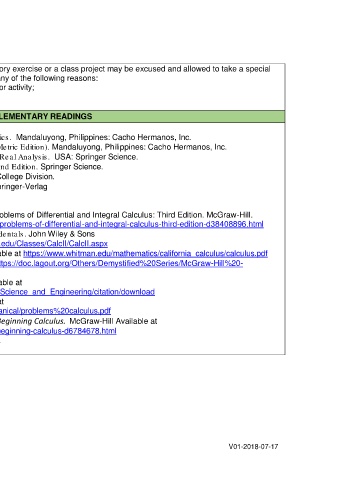 ory exercise or a class project may be excused and allowed to take a special
any of the following reasons:
or activity;
LEMENTARY READINGS
ics. Mandaluyong, Philippines: Cacho Hermanos, Inc.
Metric Edition). Mandaluyong, Philippines: Cacho Hermanos, Inc.
Real Analysis. USA: Springer Science.
nd Edition. Springer Science.
College Division.
ringer-Verlag
oblems of Differential and Integral Calculus: Third Edition. McGraw-Hill.
problems-of-differential-and-integral-calculus-third-edition-d38408896.html
dentals. John Wiley & Sons
.edu/Classes/CalcII/CalcII.aspx
able at https://www.whitman.edu/mathematics/california_calculus/calculus.pdf
ttps://doc.lagout.org/Others/Demystified%20Series/McGraw-Hill%20-
able at
Science_and_Engineering/citation/download
at
anical/problems%20calculus.pdf
Beginning Calculus. McGraw-Hill Available at
beginning-calculus-d6784678.html
V01-2018-07-17